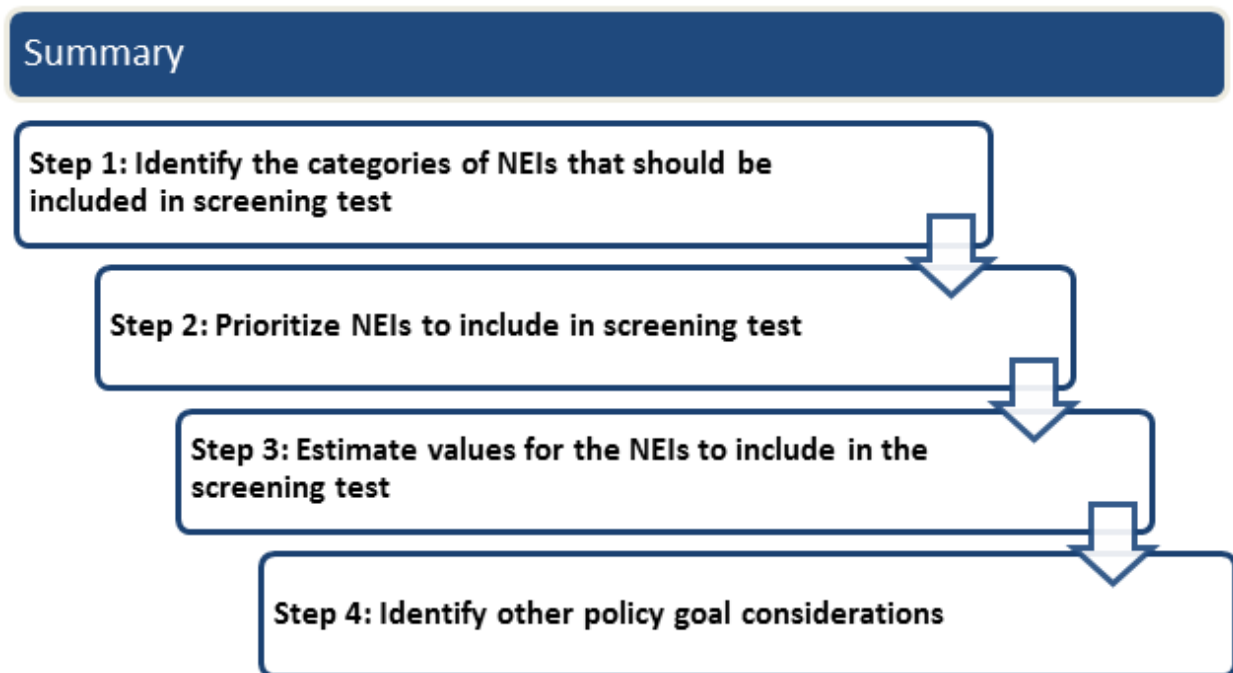 Summary
Step 1: Identify the categories of NEIs that should be
included in screening test
Step 2: Prioritize NEIs to include in screening test
Step 3: Estimate values for the NEIs to include in the
screening test
Step 4: Identify other policy goal considerations